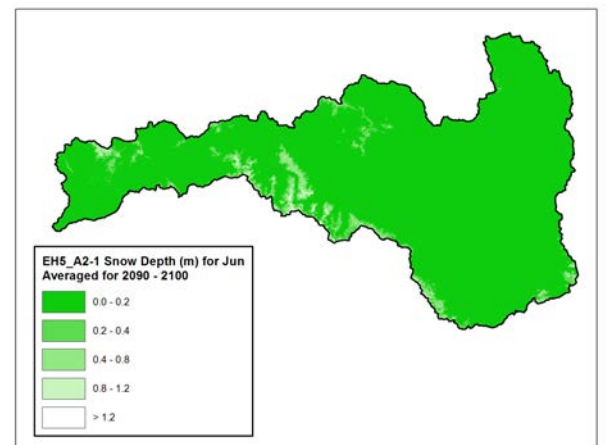 EH5_A2-1 Snow Depth (m) for Jun
Averaged for 2090 - 2100
0.0 - 0.2
0.2 - 0.4
0.4 - 0.8
0.8 - 1.2
> 1.2